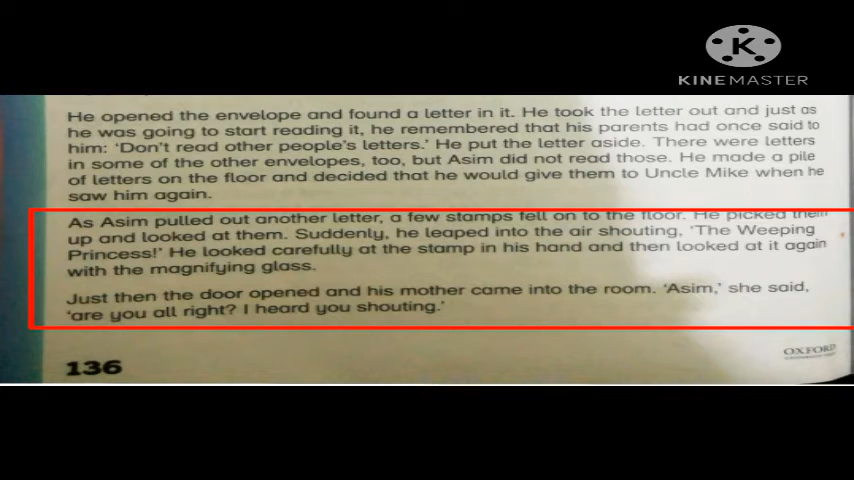 K
KINEMASTER
He opened the envelope and found a letter in it. He took the letter out and just as
he was going to start reading it, he remembered that his parents had once said to
him: 'Don't read other people's letters.' He put the letter aside. There were letters
in some of the other envelopes, too, but Asim did not read those. He made a pile
of letters on the floor and decided that he would give them to Uncle Mike when he
saw him again.
As Asim pulled out another letter, a few stamps fell on to the floor. He picked them
up and looked at them. Suddenly, he leaped into the air shouting, 'The Weeping
Princess!' He looked carefully at the stamp in his hand and then looked at it again
with the magnifying glass.
Just then the door opened and his mother came into the room. 'Asim,' she said,
'are you all right? I heard you shouting.'
136
OXFORD